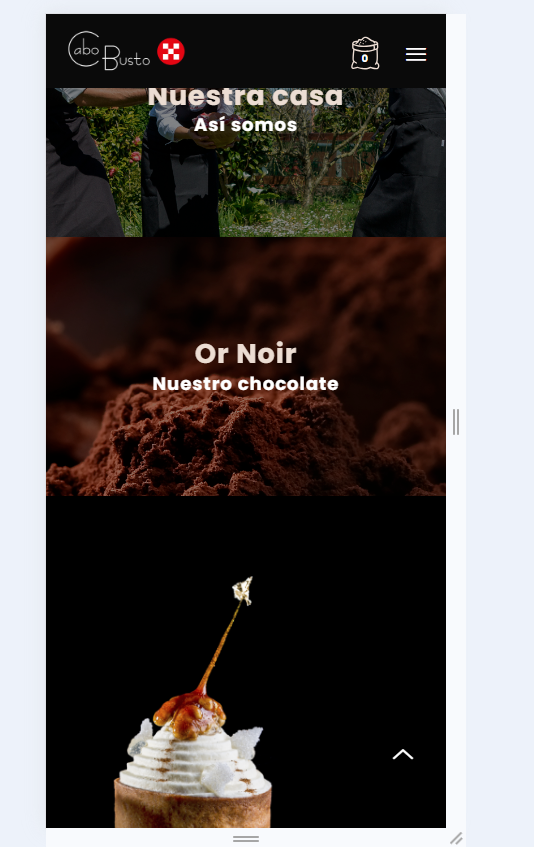 Cabo
Busto
0
Nuestra casa
Así somos
Or Noir
Nuestro chocolate